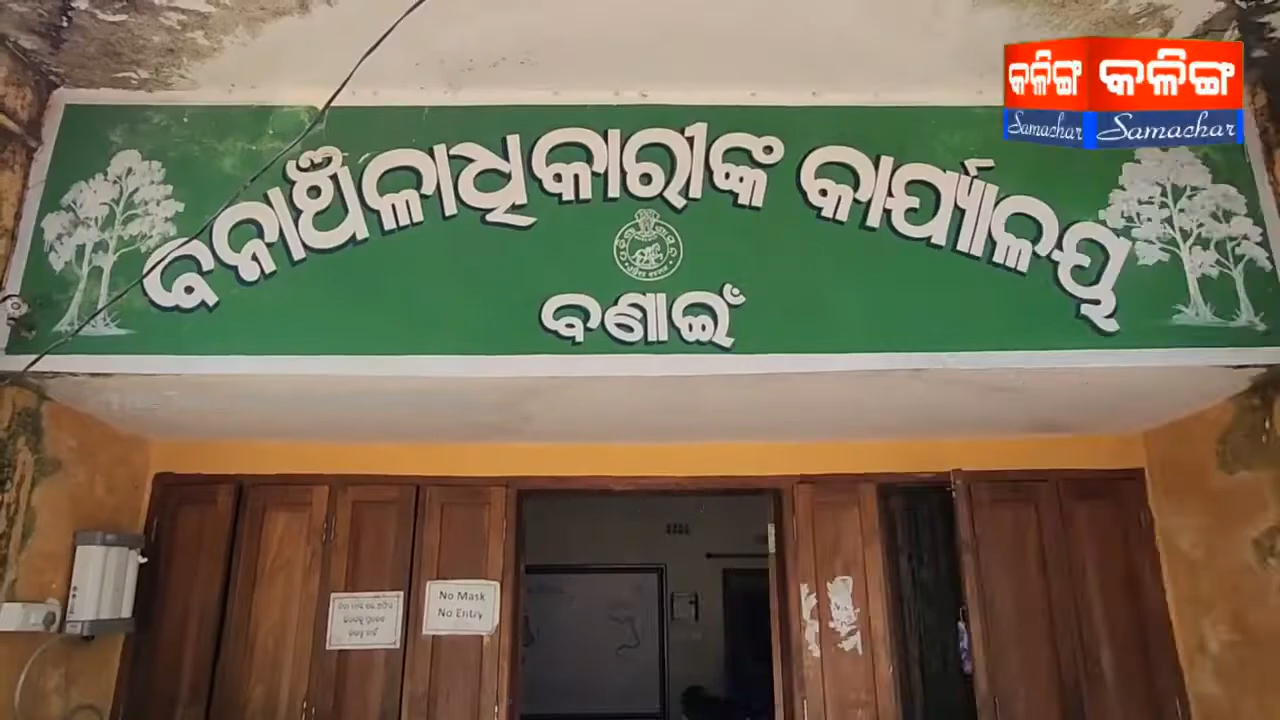 କଳିଙ୍ଗ କଳିଙ୍ଗ
Samachar Samachar
ବନାଞ୍ଚଳାଧିକାରୀଙ୍କ କାର୍ଯ୍ୟାଳୟ
ବଣାଇଁ
No Mask
No Entry